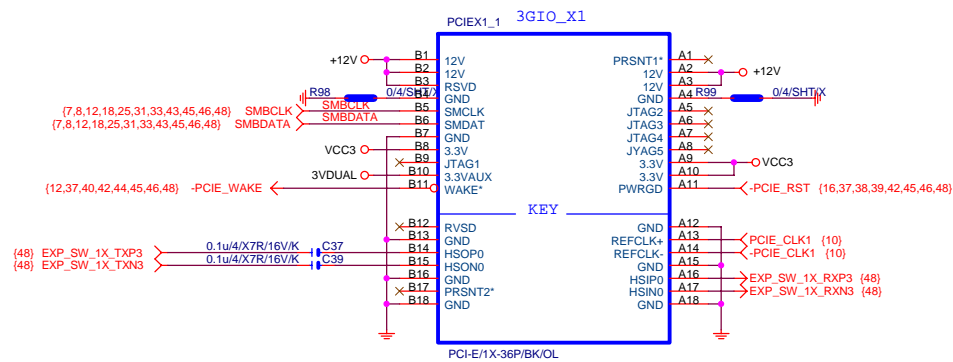 3GIO_X1
PCIEX1_1
+12V B1 12V PRSNT1* A1
B2 12V 12V A2 +12V
B3 RSVD 12V A3
R98 0/4/SHT/X B4 GND GND A4 R99 0/4/SHT/X
{7,8,12,18,25,31,33,43,45,46,48} SMBCLK SMBCLK B5 SMCLK JTAG2 A5
{7,8,12,18,25,31,33,43,45,46,48} SMBDATA SMBDATA B6 SMDAT JTAG3 A6
B7 GND JTAG4 A7
VCC3 B8 3.3V JYAG5 A8
B9 JTAG1 3.3V A9 VCC3
3VDUAL B10 3.3VAUX 3.3V A10
{12,37,40,42,44,45,46,48} -PCIE_WAKE B11 WAKE* PWRGD A11 -PCIE_RST {16,37,38,39,42,45,46,48}
KEY
B12 RVSD GND A12
B13 GND REFCLK+ A13 PCIE_CLK1 {10}
{48} EXP_SW_1X_TXP3 0.1u/4/X7R/16V/K C37 B14 HSOP0 REFCLK- A14 -PCIE_CLK1 {10}
{48} EXP_SW_1X_TXN3 0.1u/4/X7R/16V/K C39 B15 HSON0 GND A15
B16 GND HSIP0 A16 EXP_SW_1X_RXP3 {48}
B17 PRSNT2* HSIN0 A17 EXP_SW_1X_RXN3 {48}
B18 GND GND A18
PCI-E/1X-36P/BK/OL